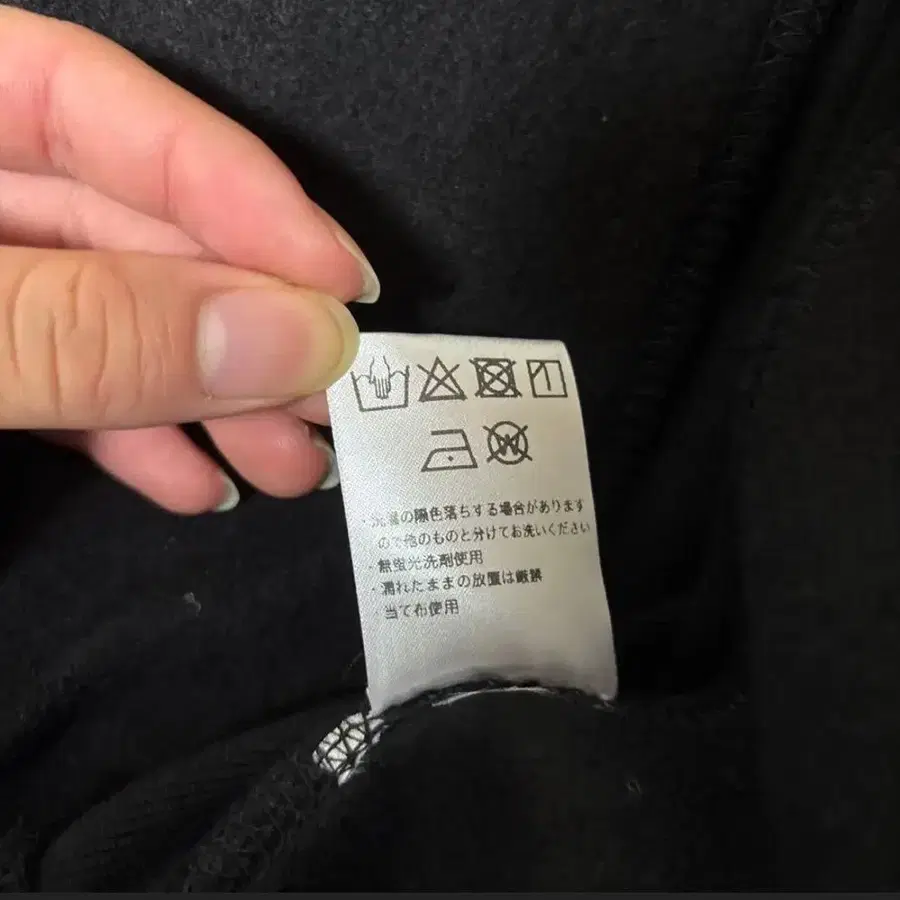 ・洗濯の際色落ちする場合があります
ので他のものと分けてお洗いください
・無蛍光洗剤使用
・濡れたままの放置は厳禁
当て布使用